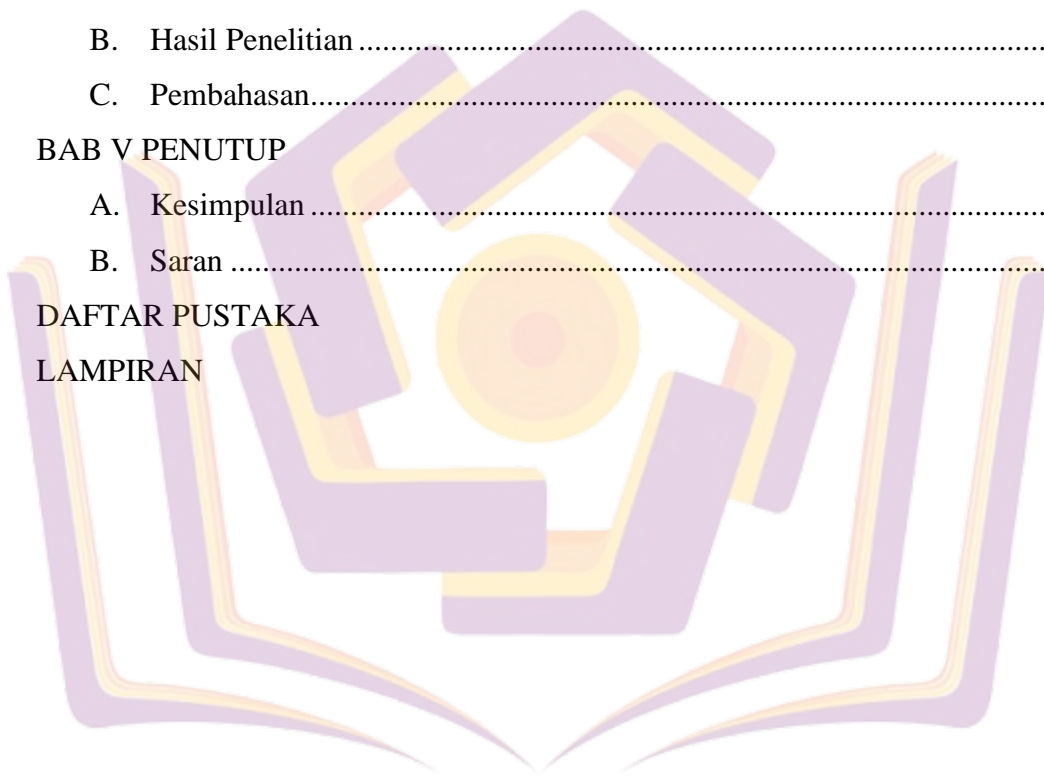 B. Hasil Penelitian ........................................................................................
C. Pembahasan..............................................................................................
BAB V PENUTUP
A. Kesimpulan ..............................................................................................
B. Saran ........................................................................................................
DAFTAR PUSTAKA
LAMPIRAN